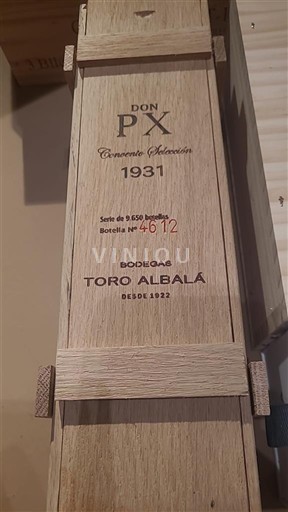 DON
PX
Convento Selección
1931
Serie de 9.650 botellas
Botella Nº 4612
VINIOU
BODEGAS
TORO ALBALÁ
DESDE 1922